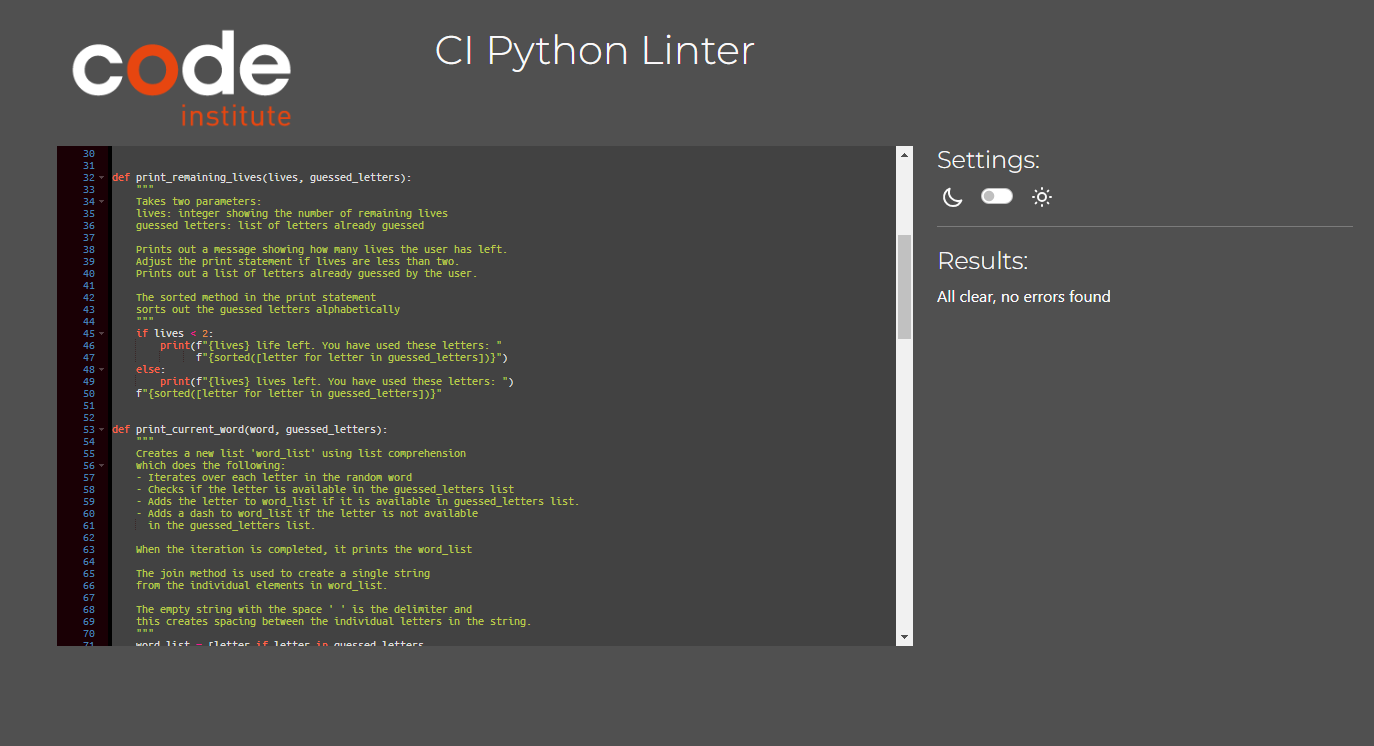 code
institute
CI Python Linter
30
31
32 def print_remaining_lives(lives, guessed_letters):
33     """
34     Takes two parameters:
35     lives: integer showing the number of remaining lives
36     guessed letters: list of letters already guessed
37
38     Prints out a message showing how many lives the user has left.
39     Adjust the print statement if lives are less than two.
40     Prints out a list of letters already guessed by the user.
41
42     The sorted method in the print statement
43     sorts out the guessed letters alphabetically
44     """
45     if lives < 2:
46         print(f"{lives} life left. You have used these letters: "
47               f"{sorted([letter for letter in guessed_letters])}")
48     else:
49         print(f"{lives} lives left. You have used these letters: ")
50     f"{sorted([letter for letter in guessed_letters])}"
51
52
53 def print_current_word(word, guessed_letters):
54     """
55     Creates a new list 'word_list' using list comprehension
56     which does the following:
57     - Iterates over each letter in the random word
58     - Checks if the letter is available in the guessed_letters list
59     - Adds the letter to word_list if it is available in guessed_letters list.
60     - Adds a dash to word_list if the letter is not available
61       in the guessed_letters list.
62
63     When the iteration is completed, it prints the word_list
64
65     The join method is used to create a single string
66     from the individual elements in word_list.
67
68     The empty string with the space ' ' is the delimiter and
69     this creates spacing between the individual letters in the string.
70     """
71     word_list = [letter if letter in guessed_letters
Settings:
Results:
All clear, no errors found